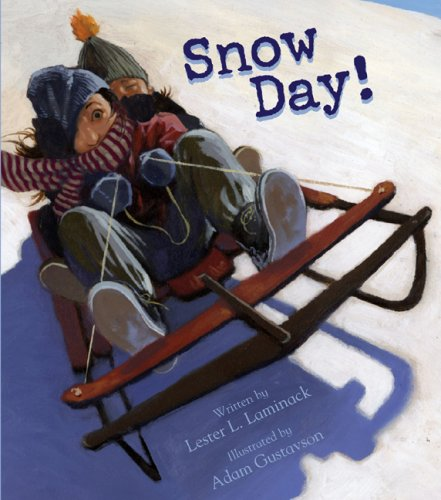 Snow
Day!
Written by
Lester L. Laminack
Illustrated by
Adam Gustavson